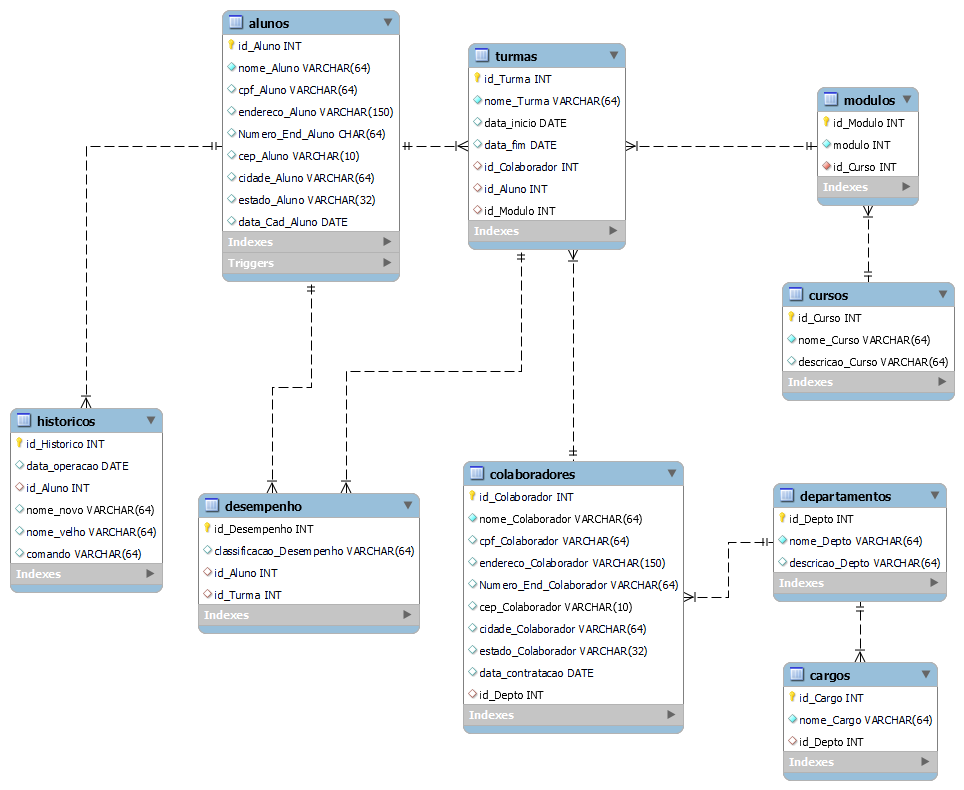 alunos
id_Aluno INT
nome_Aluno VARCHAR(64)
cpf_Aluno VARCHAR(64)
endereco_Aluno VARCHAR(150)
Numero_End_Aluno CHAR(64)
cep_Aluno VARCHAR(10)
cidade_Aluno VARCHAR(64)
estado_Aluno VARCHAR(32)
data_Cad_Aluno DATE
Indexes
Triggers
turmas
id_Turma INT
nome_Turma VARCHAR(64)
data_inicio DATE
data_fim DATE
id_Colaborador INT
id_Aluno INT
id_Modulo INT
Indexes
modulos
id_Modulo INT
modulo INT
id_Curso INT
Indexes
cursos
id_Curso INT
nome_Curso VARCHAR(64)
descricao_Curso VARCHAR(64)
Indexes
historicos
id_Historico INT
data_operacao DATE
id_Aluno INT
nome_novo VARCHAR(64)
nome_velho VARCHAR(64)
comando VARCHAR(64)
Indexes
desempenho
id_Desempenho INT
classificacao_Desempenho VARCHAR(64)
id_Aluno INT
id_Turma INT
Indexes
colaboradores
id_Colaborador INT
nome_Colaborador VARCHAR(64)
cpf_Colaborador VARCHAR(64)
endereco_Colaborador VARCHAR(150)
Numero_End_Colaborador VARCHAR(64)
cep_Colaborador VARCHAR(10)
cidade_Colaborador VARCHAR(64)
estado_Colaborador VARCHAR(32)
data_contratacao DATE
id_Depto INT
Indexes
departamentos
id_Depto INT
nome_Depto VARCHAR(64)
descricao_Depto VARCHAR(64)
Indexes
cargos
id_Cargo INT
nome_Cargo VARCHAR(64)
id_Depto INT
Indexes